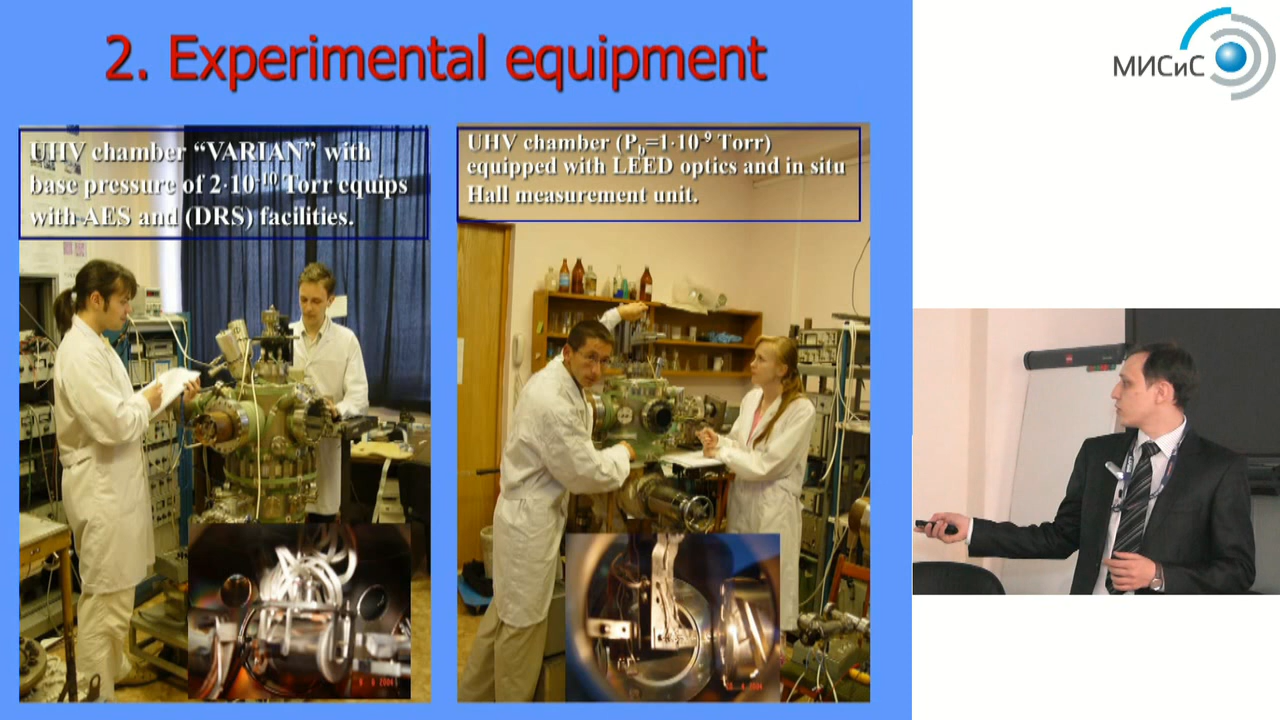 2. Experimental equipment
UHV chamber “VARIAN” with
base pressure of 2·10-10 Torr equips
with AES and (DRS) facilities.
UHV chamber (Pb=1·10-9 Torr)
equipped with LEED optics and in situ
Hall measurement unit.
МИСиС